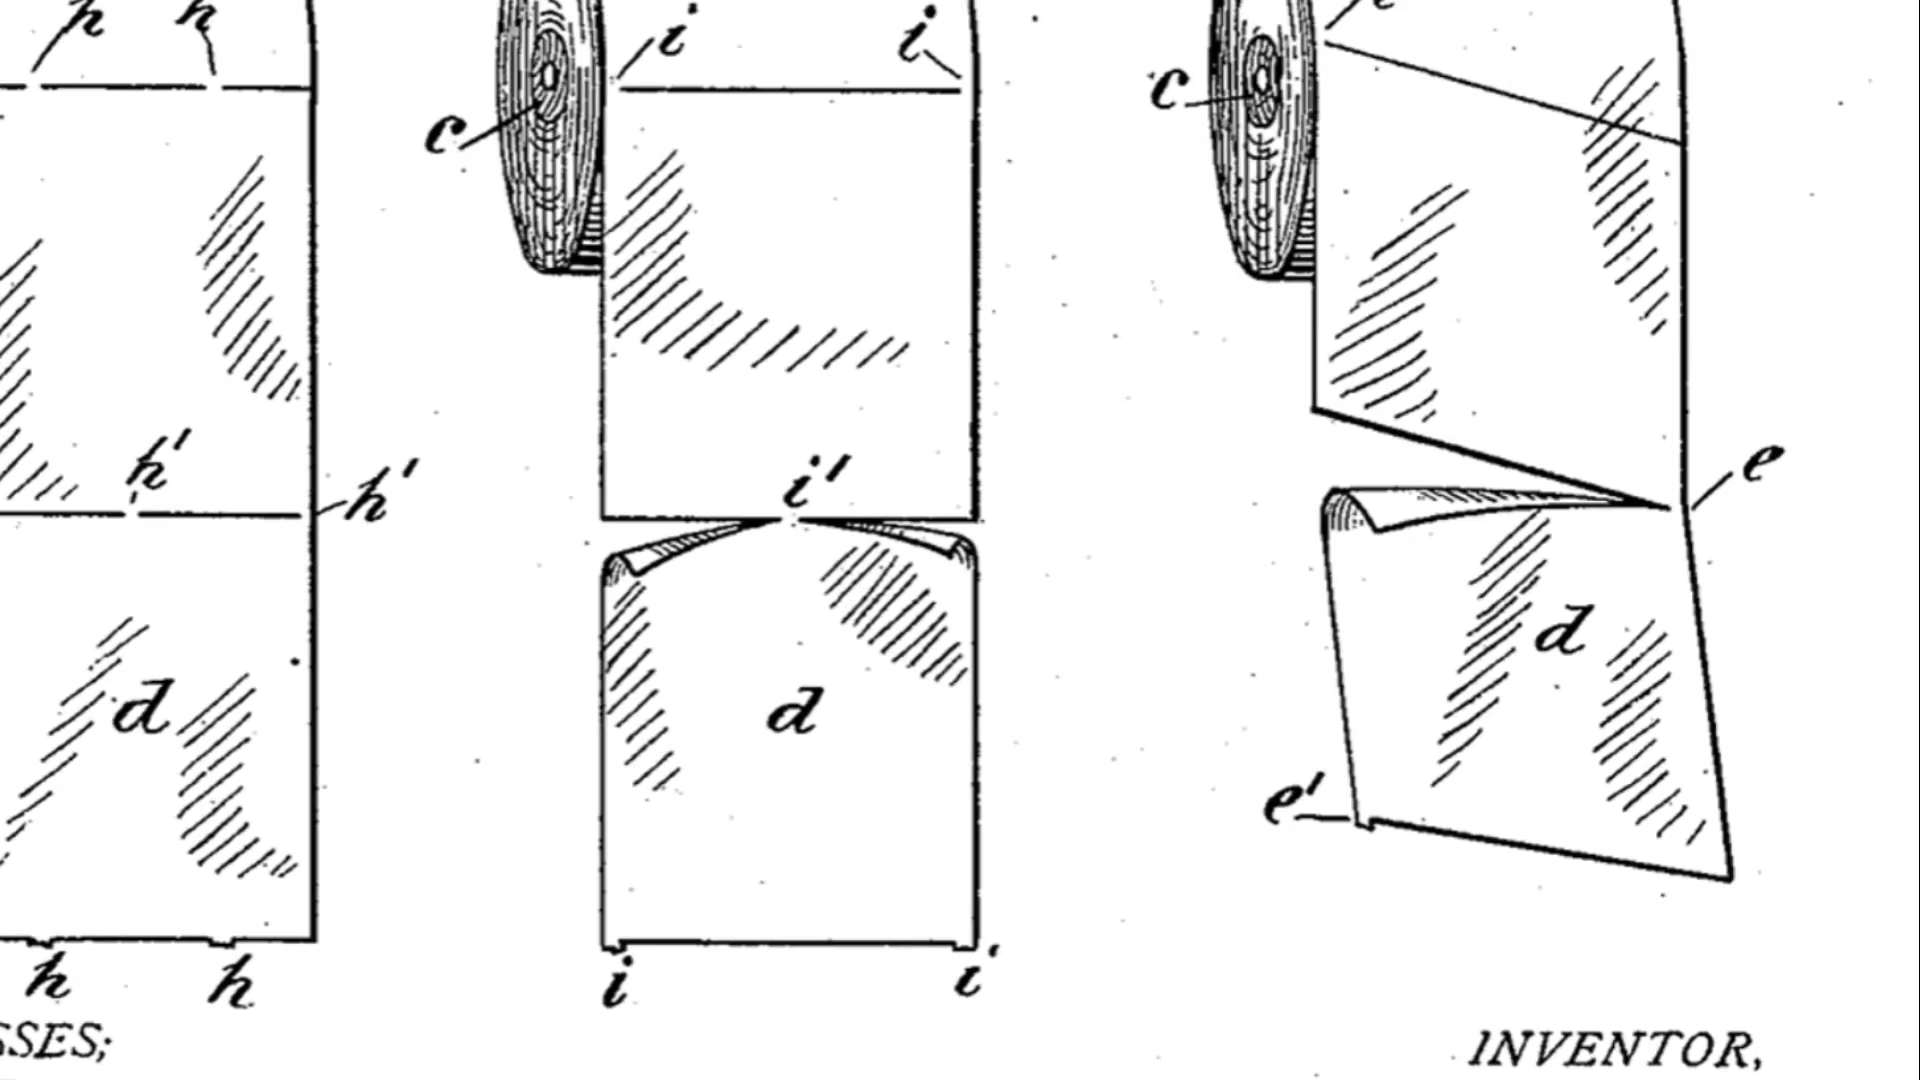 h h i i
c c
h' h' i' e
d d d
e'
h h i i
SSES; INVENTOR,